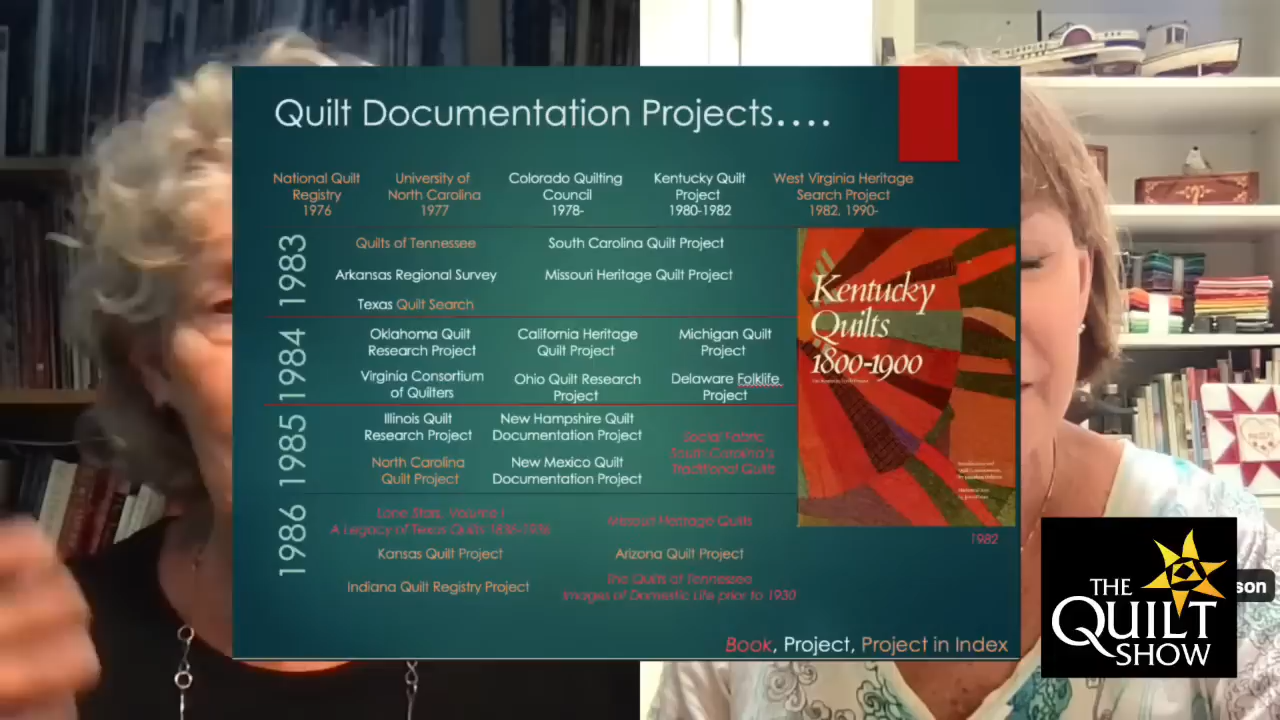 Quilt Documentation Projects....
National Quilt
Registry
1976
University of
North Carolina
1977
Colorado Quilting
Council
1978-
Kentucky Quilt
Project
1980-1982
West Virginia Heritage
Search Project
1982, 1990-
1983
Quilts of Tennessee
South Carolina Quilt Project
Arkansas Regional Survey
Missouri Heritage Quilt Project
Texas Quilt Search
1984
Oklahoma Quilt
Research Project
California Heritage
Quilt Project
Michigan Quilt
Project
Virginia Consortium
of Quilters
Ohio Quilt Research
Project
Delaware Folklife
Project
1985
Illinois Quilt
Research Project
New Hampshire Quilt
Documentation Project
Social Fabric
South Carolina's
Traditional Quilts
North Carolina
Quilt Project
New Mexico Quilt
Documentation Project
1986
Lone Stars, Volume I
A Legacy of Texas Quilts 1836-1936
Missouri Heritage Quilts
Kansas Quilt Project
Arizona Quilt Project
Indiana Quilt Registry Project
The Quilts of Tennessee
Images of Domestic Life prior to 1930
Kentucky
Quilts
1800-1900
1982
Book, Project, Project in Index
THE
QUILT
SHOW
son